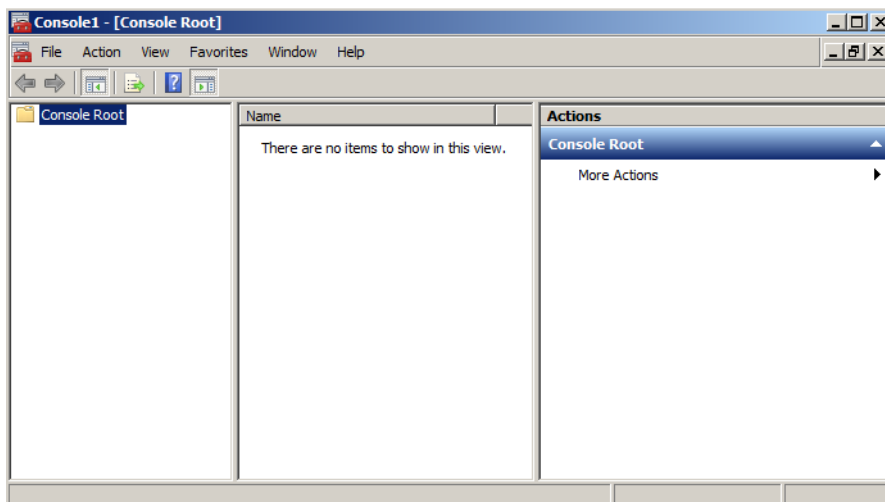 Console1 - [Console Root]
File Action View Favorites Window Help
Console Root
Name
There are no items to show in this view.
Actions
Console Root
More Actions